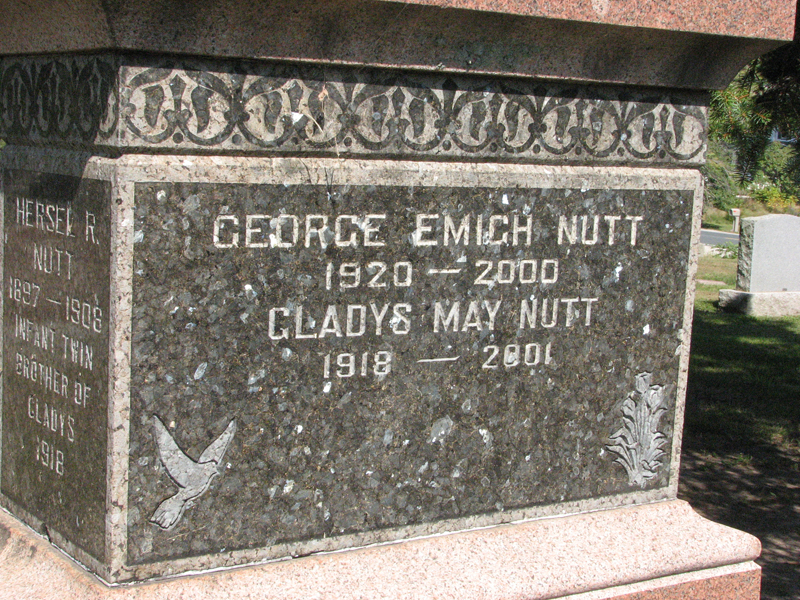 HERSEL R.
NUTT
1897 — 1908
INFANT TWIN
BROTHER OF
GLADYS
1918
GEORGE EMICH NUTT
1920 — 2000
GLADYS MAY NUTT
1918 — 2001